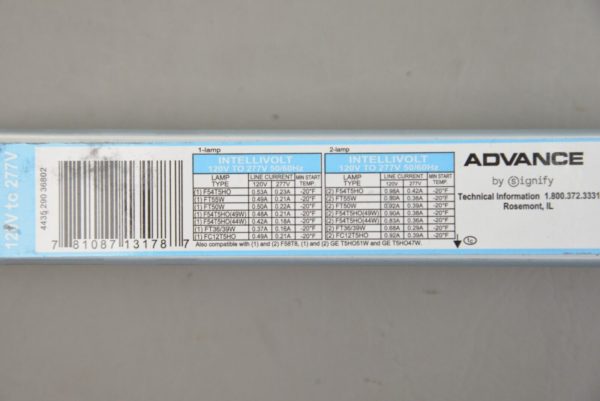 120V to 277V
4435 290 36802
7 81087 13178 7
1-lamp
INTELLIVOLT
120V TO 277V 50/60Hz
LAMP TYPE LINE CURRENT 120V 277V MIN START TEMP.
(1) F54T5HO 0.53A 0.23A -20°F
(1) FT55W 0.49A 0.21A -20°F
(1) FT50W 0.50A 0.22A -20°F
(1) F54T5HO(49W) 0.48A 0.21A -20°F
(1) F54T5HO(44W) 0.42A 0.18A -20°F
(1) FT36/39W 0.37A 0.16A -20°F
(1) FC12T5HO 0.49A 0.21A -20°F
2-lamp
INTELLIVOLT
120V TO 277V 50/60Hz
LAMP TYPE LINE CURRENT 120V 277V MIN START TEMP.
(2) F54T5HO 0.98A 0.42A -20°F
(2) FT55W 0.90A 0.38A -20°F
(2) FT50W 0.92A 0.39A -20°F
(2) F54T5HO(49W) 0.90A 0.38A -20°F
(2) F54T5HO(44W) 0.83A 0.36A -20°F
(2) FT36/39W 0.68A 0.29A -20°F
(2) FC12T5HO 0.92A 0.39A -20°F
Also compatible with (1) and (2) F58T8, (1) and (2) GE T5HO51W and GE T5HO47W.
1c
ADVANCE
by Signify
Technical Information 1.800.372.3331
Rosemont, IL